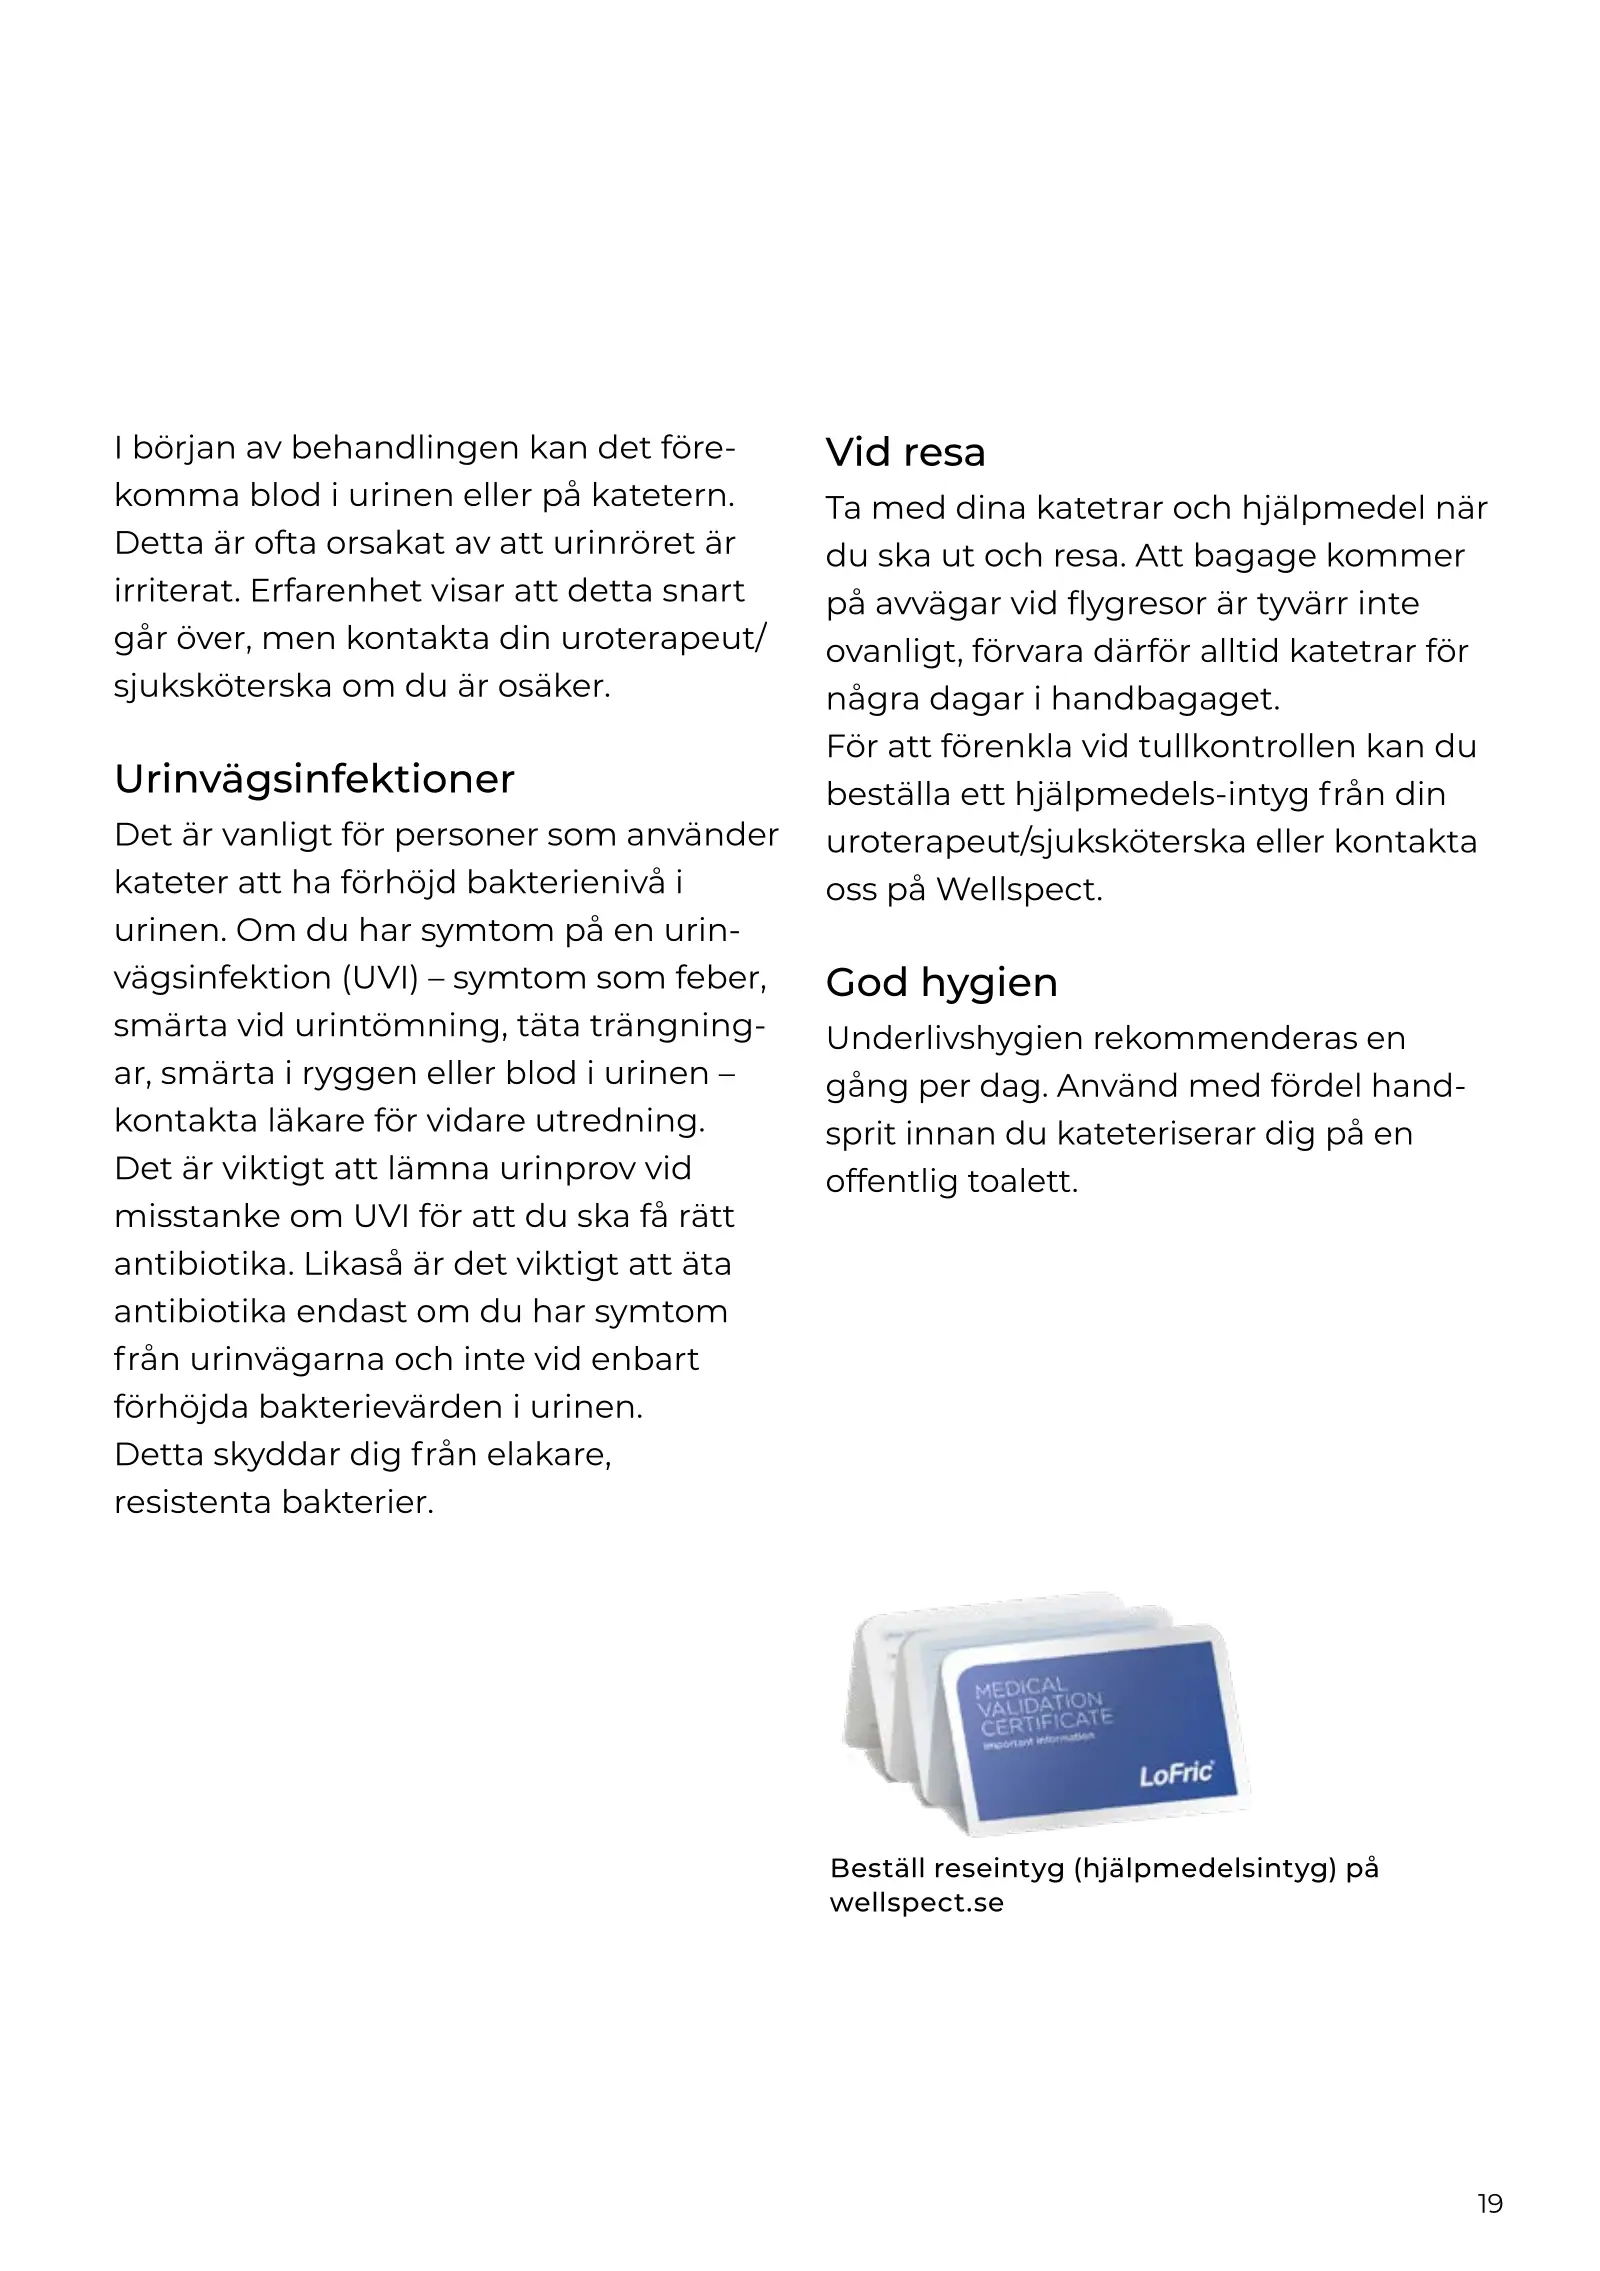 I början av behandlingen kan det före-
komma blod i urinen eller på katetern.
Detta är ofta orsakat av att urinröret är
irriterat. Erfarenhet visar att detta snart
går över, men kontakta din uroterapeut/
sjuksköterska om du är osäker.
Urinvägsinfektioner
Det är vanligt för personer som använder
kateter att ha förhöjd bakterienivå i
urinen. Om du har symtom på en urin-
vägsinfektion (UVI) – symtom som feber,
smärta vid urintömning, täta trängning-
ar, smärta i ryggen eller blod i urinen –
kontakta läkare för vidare utredning.
Det är viktigt att lämna urinprov vid
misstanke om UVI för att du ska få rätt
antibiotika. Likaså är det viktigt att äta
antibiotika endast om du har symtom
från urinvägarna och inte vid enbart
förhöjda bakterievärden i urinen.
Detta skyddar dig från elakare,
resistenta bakterier.
Vid resa
Ta med dina katetrar och hjälpmedel när
du ska ut och resa. Att bagage kommer
på avvägar vid flygresor är tyvärr inte
ovanligt, förvara därför alltid katetrar för
några dagar i handbagaget.
För att förenkla vid tullkontrollen kan du
beställa ett hjälpmedels-intyg från din
uroterapeut/sjuksköterska eller kontakta
oss på Wellspect.
God hygien
Underlivshygien rekommenderas en
gång per dag. Använd med fördel hand-
sprit innan du kateteriserar dig på en
offentlig toalett.
MEDICAL
VALIDATION
CERTIFICATE
important information
LoFric®
Beställ reseintyg (hjälpmedelsintyg) på
wellspect.se
19